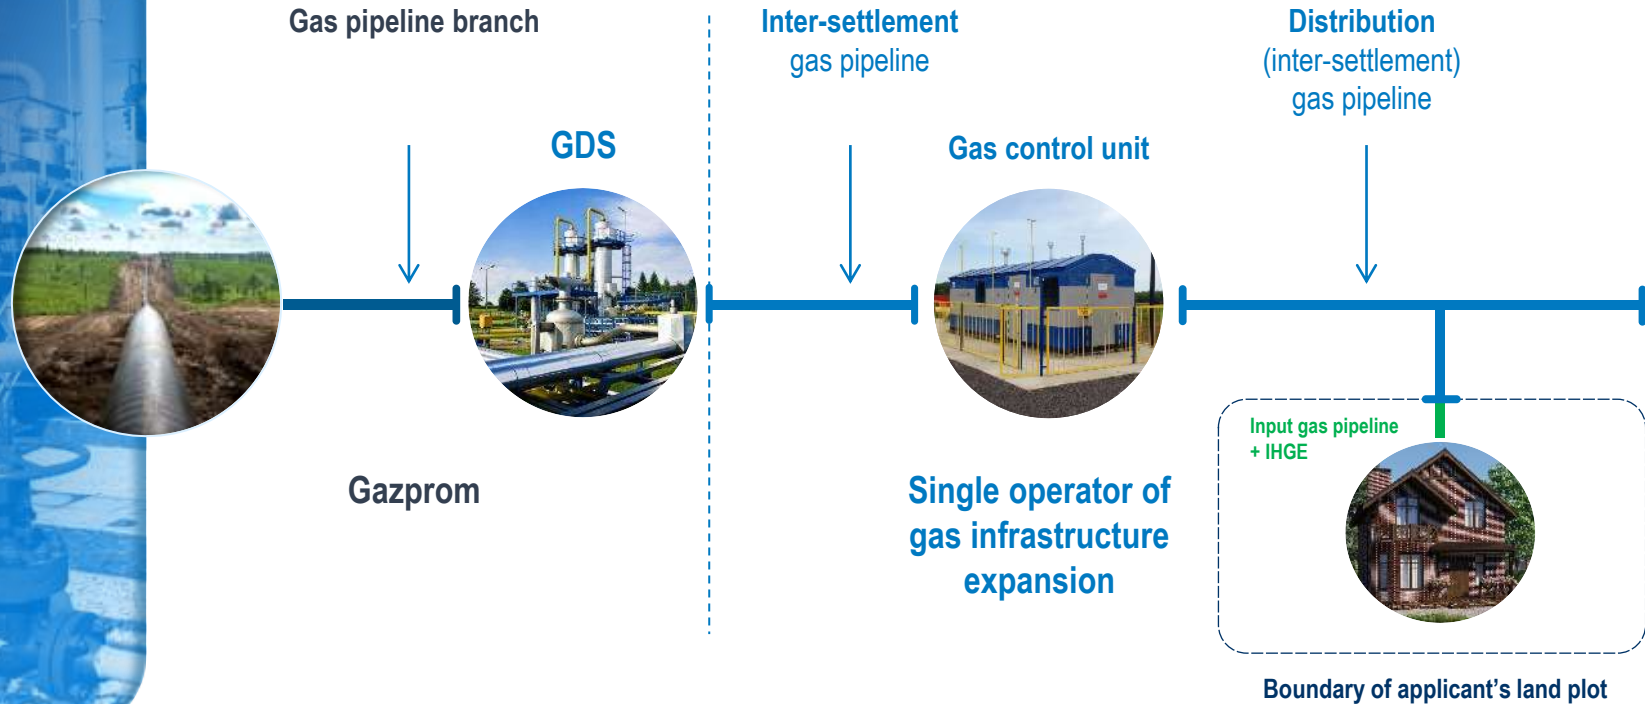 Gas pipeline branch
Inter-settlement
gas pipeline
Distribution
(inter-settlement)
gas pipeline
GDS
Gas control unit
Input gas pipeline
+ IHGE
Gazprom
Single operator of
gas infrastructure
expansion
Boundary of applicant’s land plot